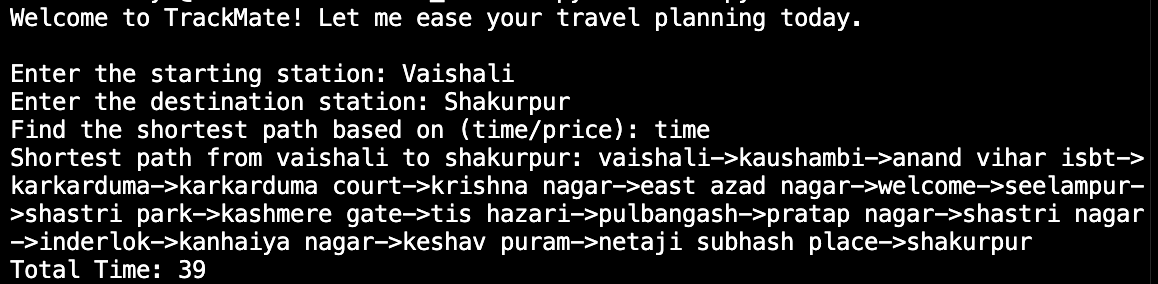 Welcome to TrackMate! Let me ease your travel planning today.
Enter the starting station: Vaishali
Enter the destination station: Shakurpur
Find the shortest path based on (time/price): time
Shortest path from vaishali to shakurpur: vaishali->kaushambi->anand vihar isbt->
karkarduma->karkarduma court->krishna nagar->east azad nagar->welcome->seelampur-
>shastri park->kashmere gate->tis hazari->pulbangash->pratap nagar->shastri nagar
->inderlok->kanhaiya nagar->keshav puram->netaji subhash place->shakurpur
Total Time: 39